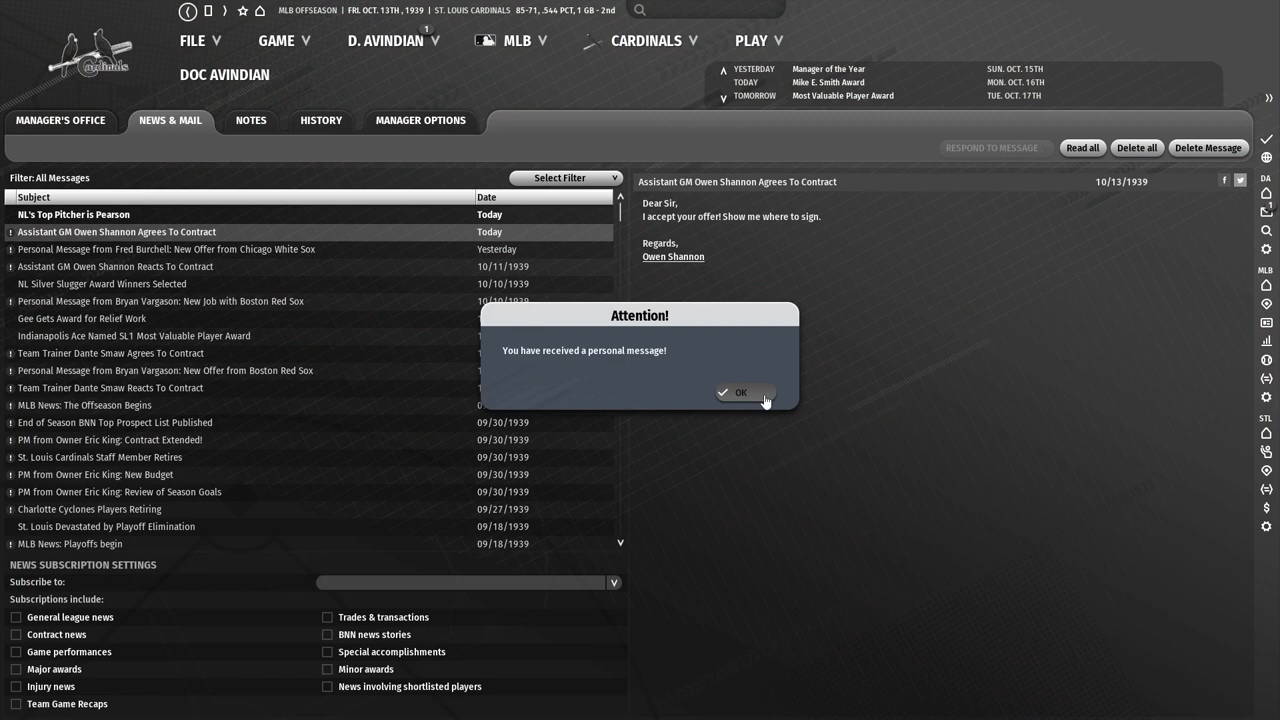 MLB OFFSEASON | FRI. OCT. 13TH , 1939 | ST. LOUIS CARDINALS 85-71, .544 PCT, 1 GB - 2nd
FILE GAME D. AVINDIAN 1 MLB CARDINALS PLAY
Cardinals
DOC AVINDIAN
YESTERDAY Manager of the Year SUN. OCT. 15TH
TODAY Mike E. Smith Award MON. OCT. 16TH
TOMORROW Most Valuable Player Award TUE. OCT. 17TH
MANAGER'S OFFICE NEWS & MAIL NOTES HISTORY MANAGER OPTIONS
RESPOND TO MESSAGE Read all Delete all Delete Message
Filter: All Messages Select Filter
Subject Date
NL's Top Pitcher is Pearson Today
Assistant GM Owen Shannon Agrees To Contract Today
Personal Message from Fred Burchell: New Offer from Chicago White Sox Yesterday
Assistant GM Owen Shannon Reacts To Contract 10/11/1939
NL Silver Slugger Award Winners Selected 10/10/1939
Personal Message from Bryan Vargason: New Job with Boston Red Sox 10/10/1939
Gee Gets Award for Relief Work
Indianapolis Ace Named SL1 Most Valuable Player Award
Team Trainer Dante Smaw Agrees To Contract
Personal Message from Bryan Vargason: New Offer from Boston Red Sox
Team Trainer Dante Smaw Reacts To Contract
MLB News: The Offseason Begins
End of Season BNN Top Prospect List Published 09/30/1939
PM from Owner Eric King: Contract Extended! 09/30/1939
St. Louis Cardinals Staff Member Retires 09/30/1939
PM from Owner Eric King: New Budget 09/30/1939
PM from Owner Eric King: Review of Season Goals 09/30/1939
Charlotte Cyclones Players Retiring 09/27/1939
St. Louis Devastated by Playoff Elimination 09/18/1939
MLB News: Playoffs begin 09/18/1939
Assistant GM Owen Shannon Agrees To Contract 10/13/1939
Dear Sir,
I accept your offer! Show me where to sign.
Regards,
Owen Shannon
Attention!
You have received a personal message!
OK
NEWS SUBSCRIPTION SETTINGS
Subscribe to:
Subscriptions include:
General league news Trades & transactions
Contract news BNN news stories
Game performances Special accomplishments
Major awards Minor awards
Injury news News involving shortlisted players
Team Game Recaps
DA
1
MLB
STL